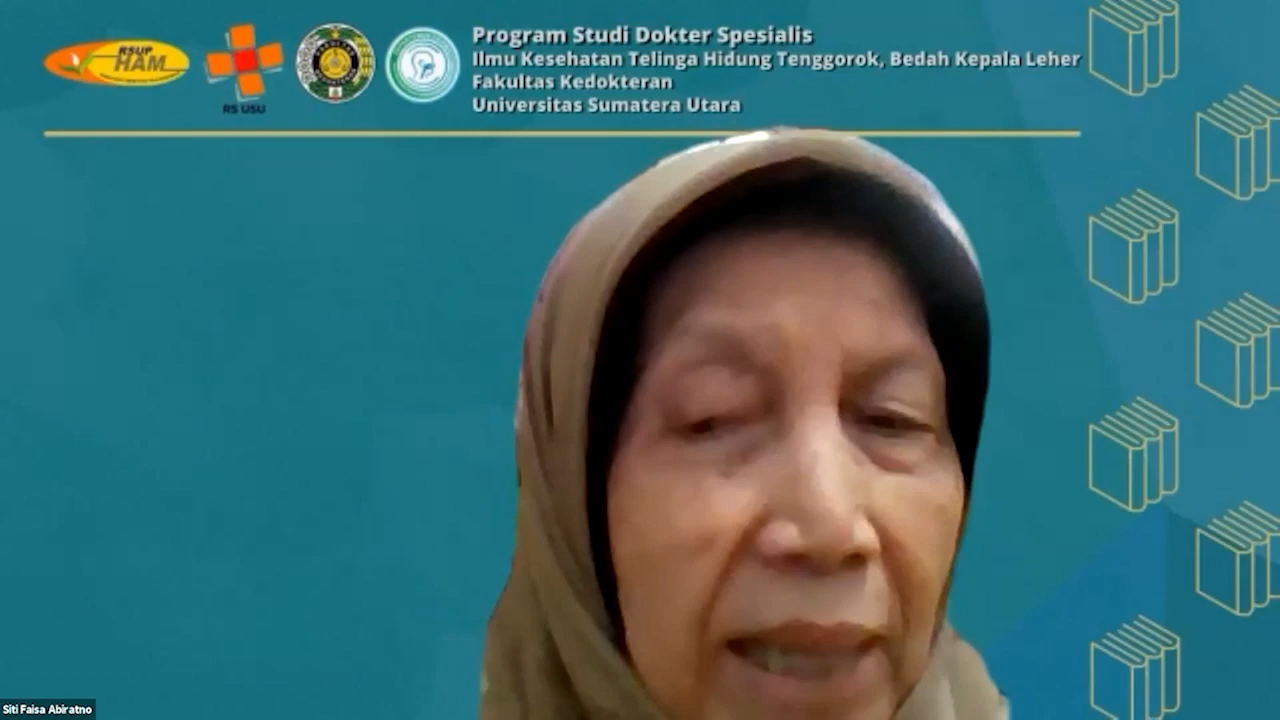 RSUP
HAM
RS USU
Program Studi Dokter Spesialis
Ilmu Kesehatan Telinga Hidung Tenggorok, Bedah Kepala Leher
Fakultas Kedokteran
Universitas Sumatera Utara
Siti Faisa Abiratno